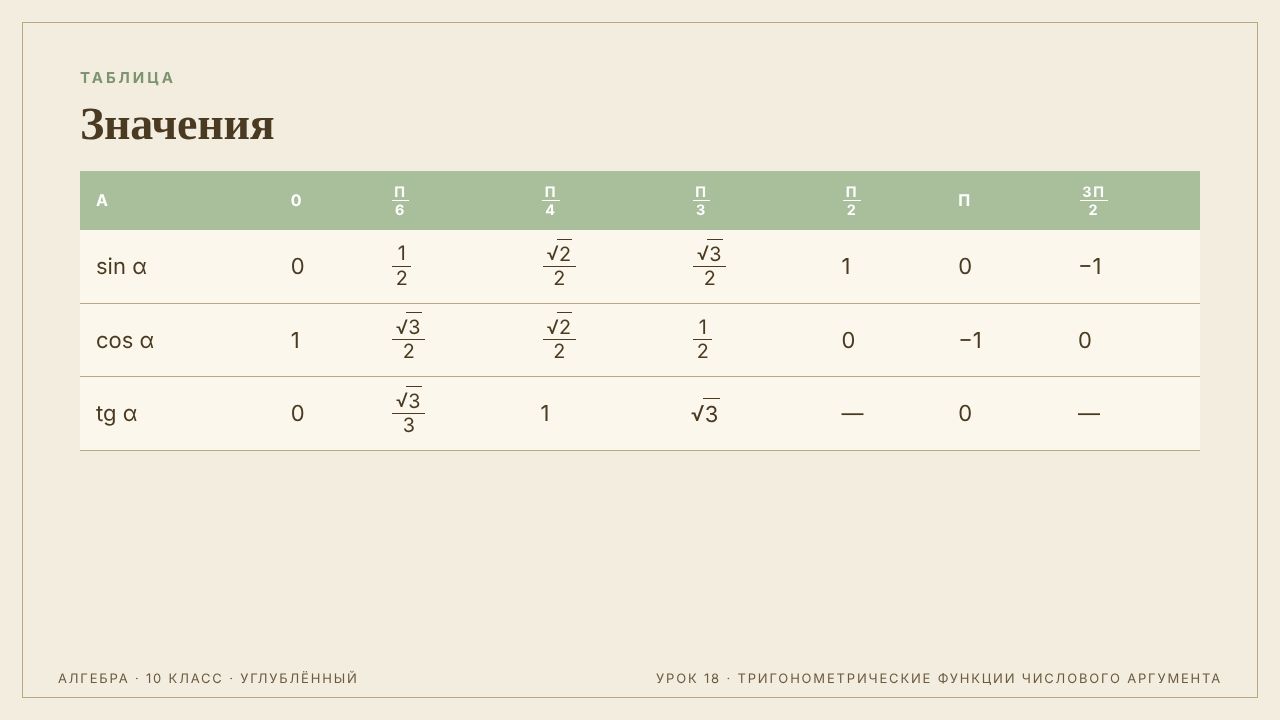 ТАБЛИЦА
Значения
Α 0 Π/6 Π/4 Π/3 Π/2 Π 3Π/2
sin α 0 1/2 √2/2 √3/2 1 0 −1
cos α 1 √3/2 √2/2 1/2 0 −1 0
tg α 0 √3/3 1 √3 — 0 —
АЛГЕБРА · 10 КЛАСС · УГЛУБЛЁННЫЙ
УРОК 18 · ТРИГОНОМЕТРИЧЕСКИЕ ФУНКЦИИ ЧИСЛОВОГО АРГУМЕНТА